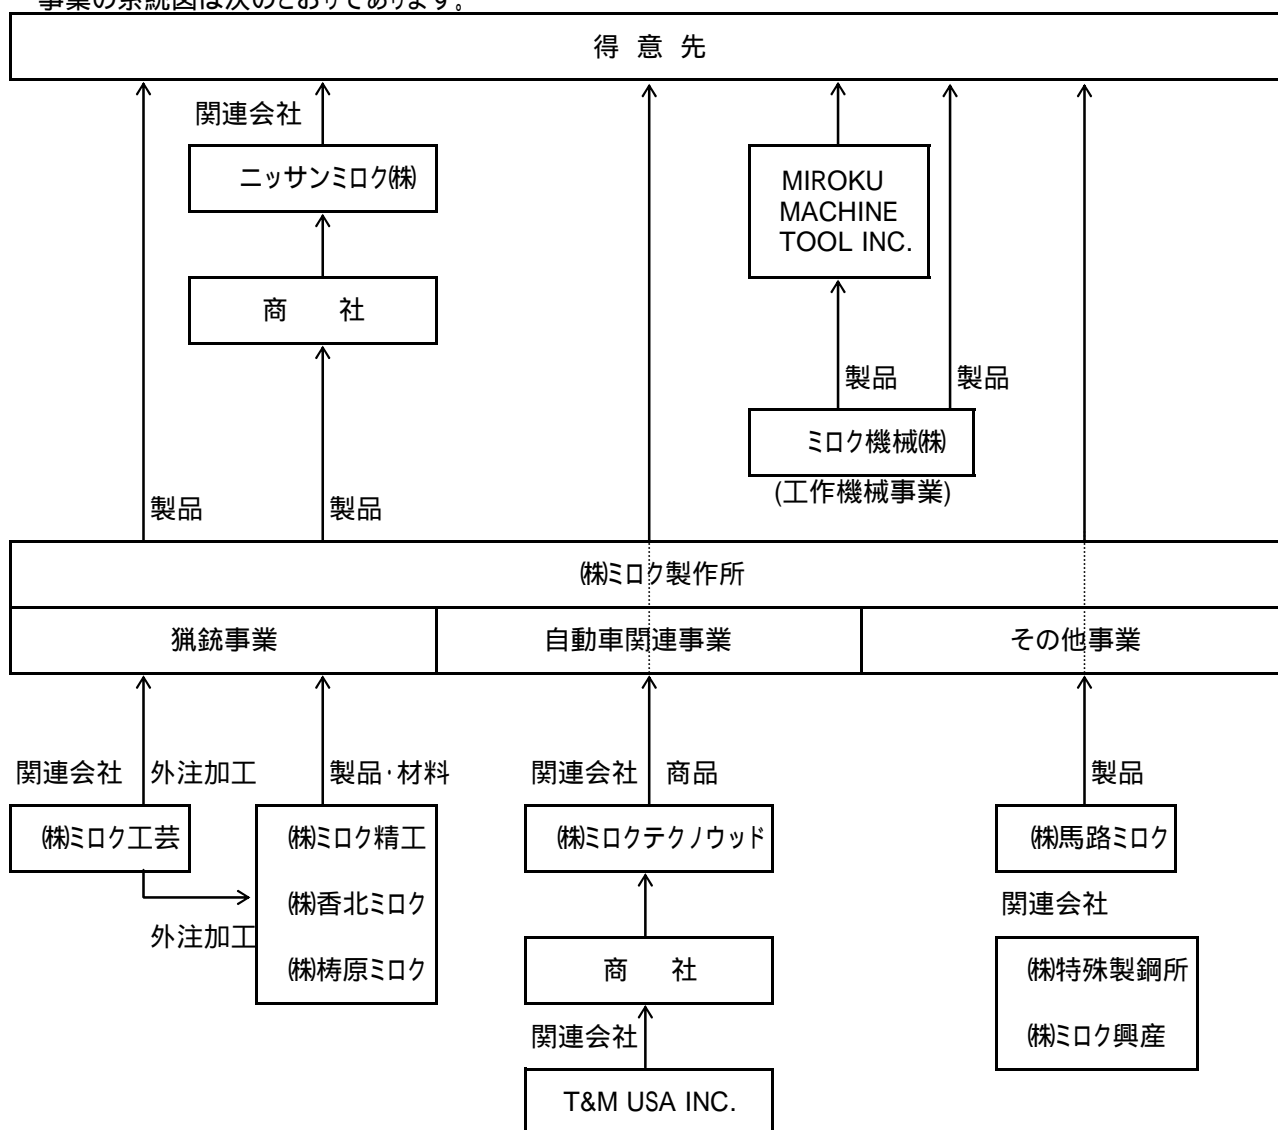 事業の系統図は次のとおりであります。
得 意 先
関連会社
ニッサンミロク㈱
MIROKU
MACHINE
TOOL INC.
商 社
製品 製品
ミロク機械㈱
(工作機械事業)
製品 製品
㈱ミロク製作所
猟銃事業 自動車関連事業 その他事業
関連会社 外注加工 製品・材料 関連会社 商品 製品
㈱ミロク工芸 ㈱ミロク精工 ㈱ミロクテクノウッド ㈱馬路ミロク
㈱香北ミロク 関連会社
外注加工
㈱梼原ミロク 商 社 ㈱特殊製鋼所
関連会社 ㈱ミロク興産
T&M USA INC.